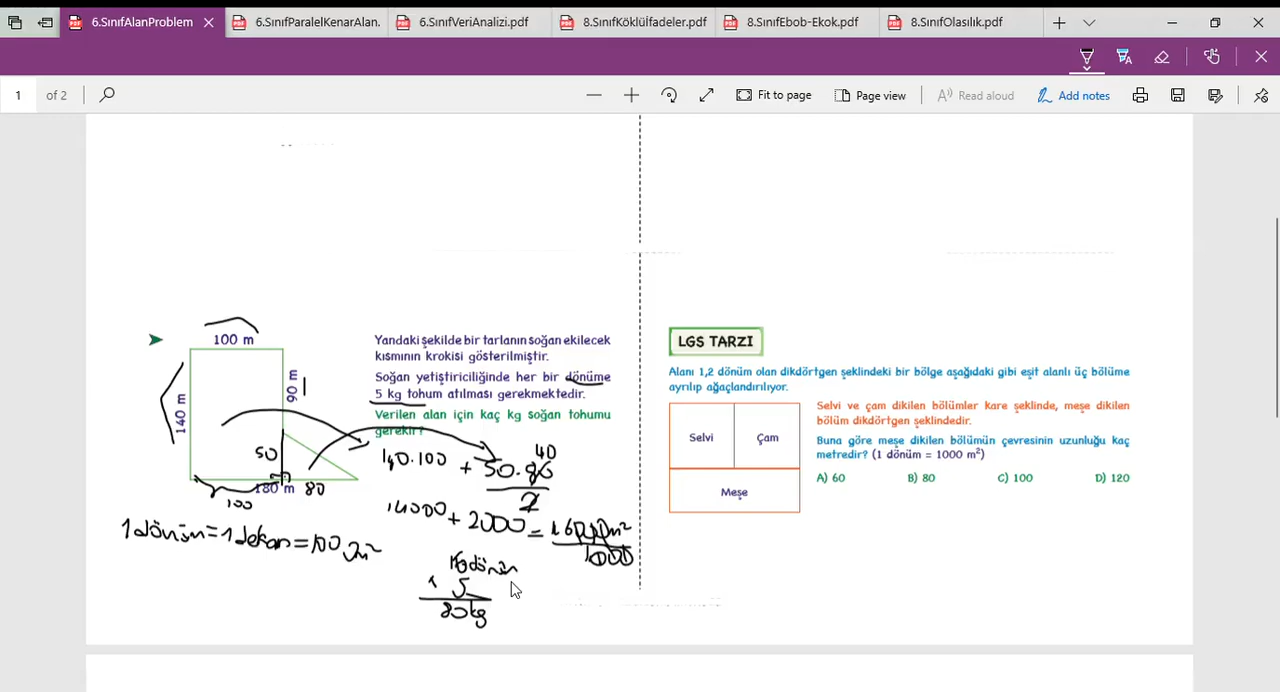 6.SınıfAlanProblem
6.SınıfParalelKenarAlan.
6.SınıfVeriAnalizi.pdf
8.SınıfKöklüİfadeler.pdf
8.SınıfEbob-Ekok.pdf
8.SınıfOlasılık.pdf
1 of 2
Fit to page
Page view
Read aloud
Add notes
100 m
140 m
90 m
50
180 m
80
100
Yandaki şekilde bir tarlanın soğan ekilecek
kısmının krokisi gösterilmiştir.
Soğan yetiştiriciliğinde her bir dönüme
5 kg tohum atılması gerekmektedir.
Verilen alan için kaç kg soğan tohumu
gerekir?
140.100 + 50.80
40
2
14000 + 2000 = 16000 m²
1000
1 dönüm = 1 dekar = 1000 m²
16 dönüm
x 5
80 kg
LGS TARZI
Alanı 1,2 dönüm olan dikdörtgen şeklindeki bir bölge aşağıdaki gibi eşit alanlı üç bölüme
ayrılıp ağaçlandırılıyor.
Selvi
Çam
Meşe
Selvi ve çam dikilen bölümler kare şeklinde, meşe dikilen
bölüm dikdörtgen şeklindedir.
Buna göre meşe dikilen bölümün çevresinin uzunluğu kaç
metredir? (1 dönüm = 1000 m²)
A) 60 B) 80 C) 100 D) 120